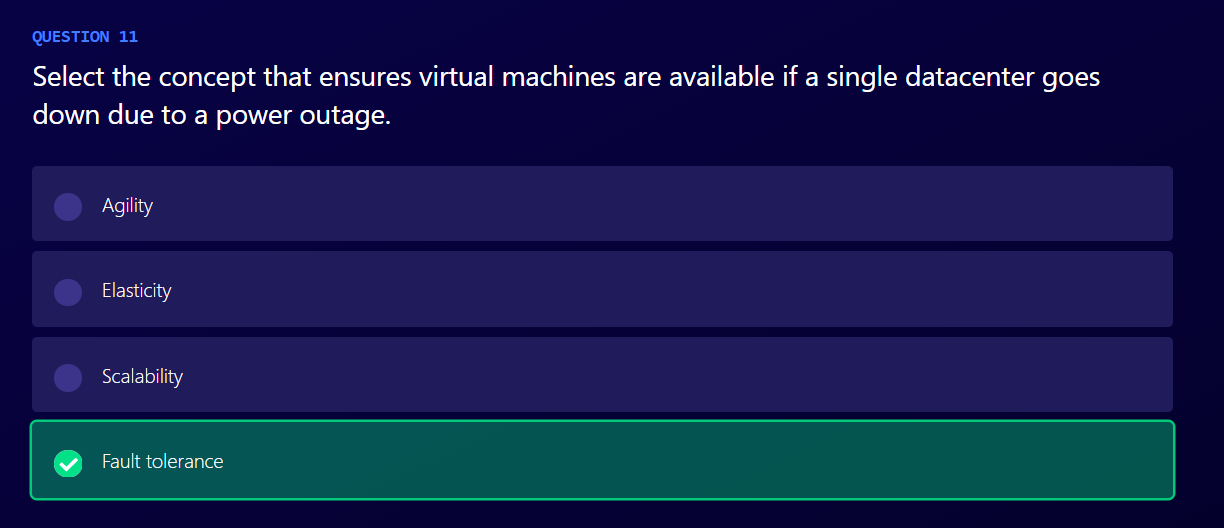 QUESTION 11
Select the concept that ensures virtual machines are available if a single datacenter goes
down due to a power outage.
Agility
Elasticity
Scalability
Fault tolerance